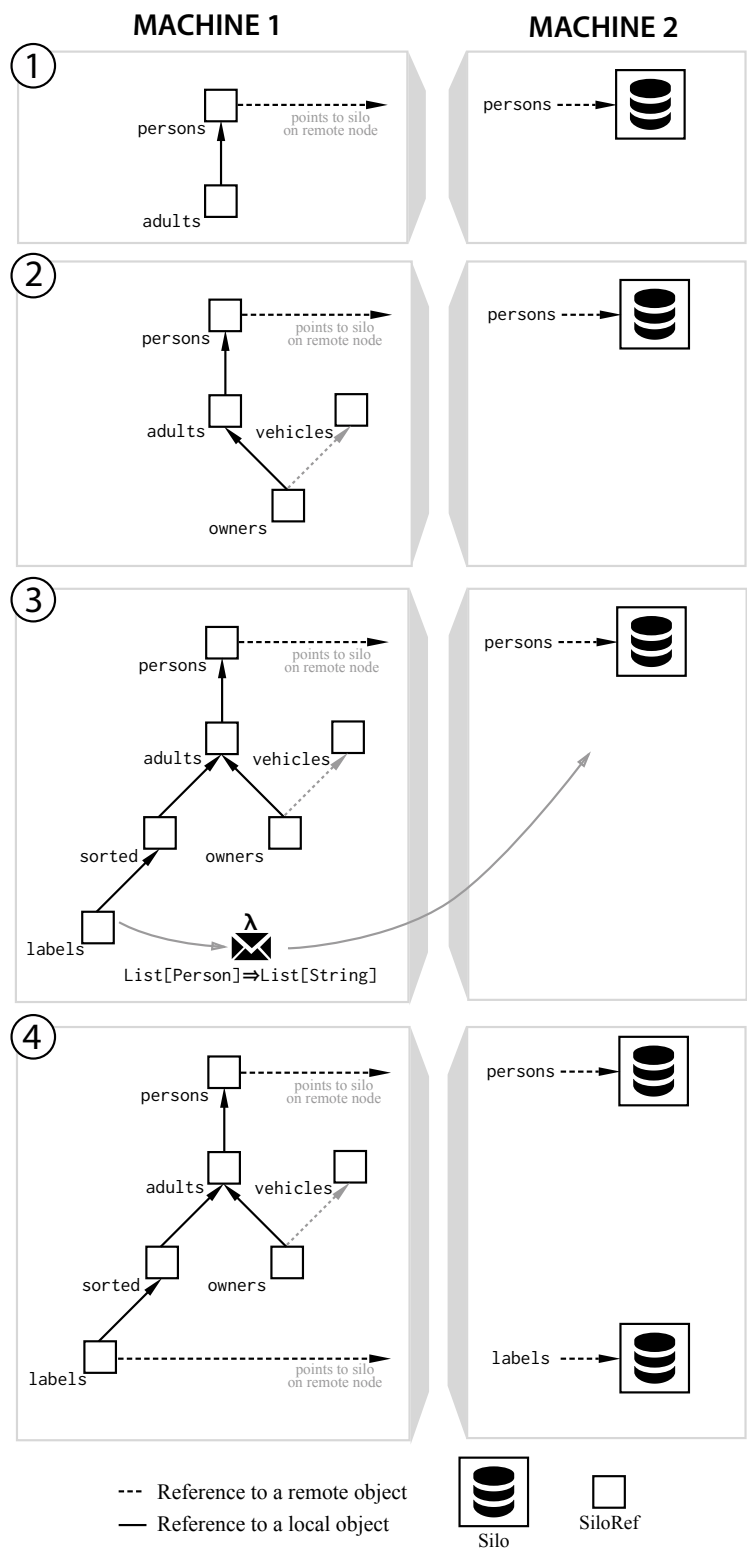 MACHINE 1
MACHINE 2
1
persons
points to silo
on remote node
adults
persons
2
persons
points to silo
on remote node
adults
vehicles
owners
persons
3
persons
points to silo
on remote node
adults
vehicles
sorted
owners
labels
λ
List[Person]⇒List[String]
persons
4
persons
points to silo
on remote node
adults
vehicles
sorted
owners
labels
points to silo
on remote node
persons
labels
Reference to a remote object
Reference to a local object
Silo
SiloRef